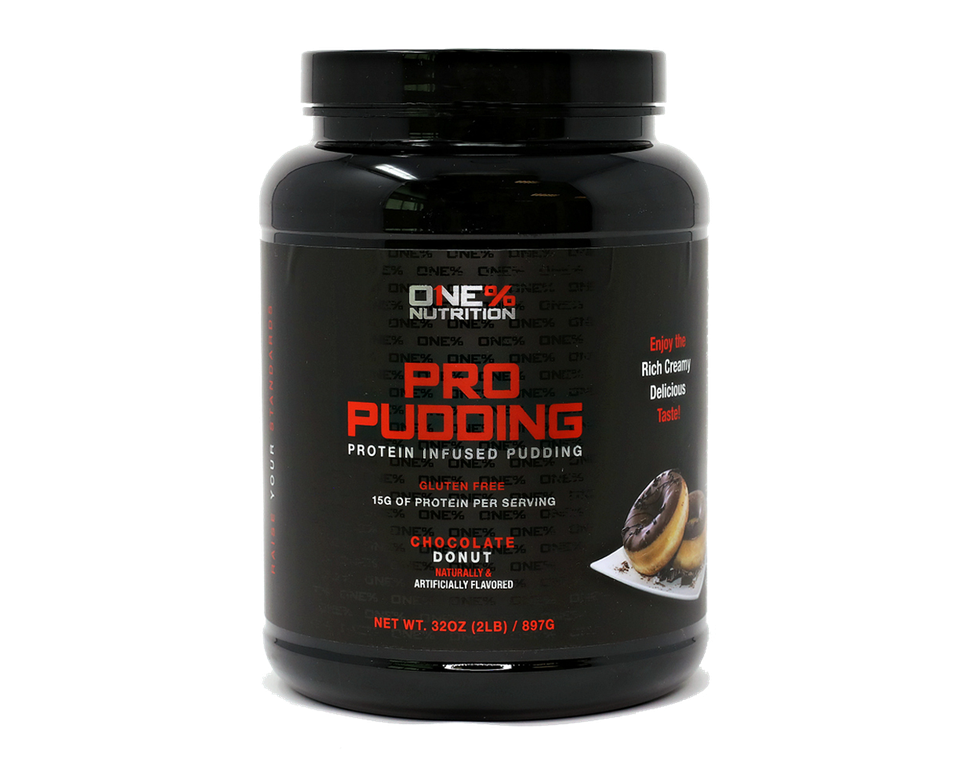 RAISE YOUR STANDARDS
ONE%
NUTRITION
PRO
PUDDING
PROTEIN INFUSED PUDDING
GLUTEN FREE
15G OF PROTEIN PER SERVING
CHOCOLATE
DONUT
NATURALLY &
ARTIFICIALLY FLAVORED
NET WT. 32OZ (2LB) / 897G
Enjoy the
Rich Creamy
Delicious
Taste!